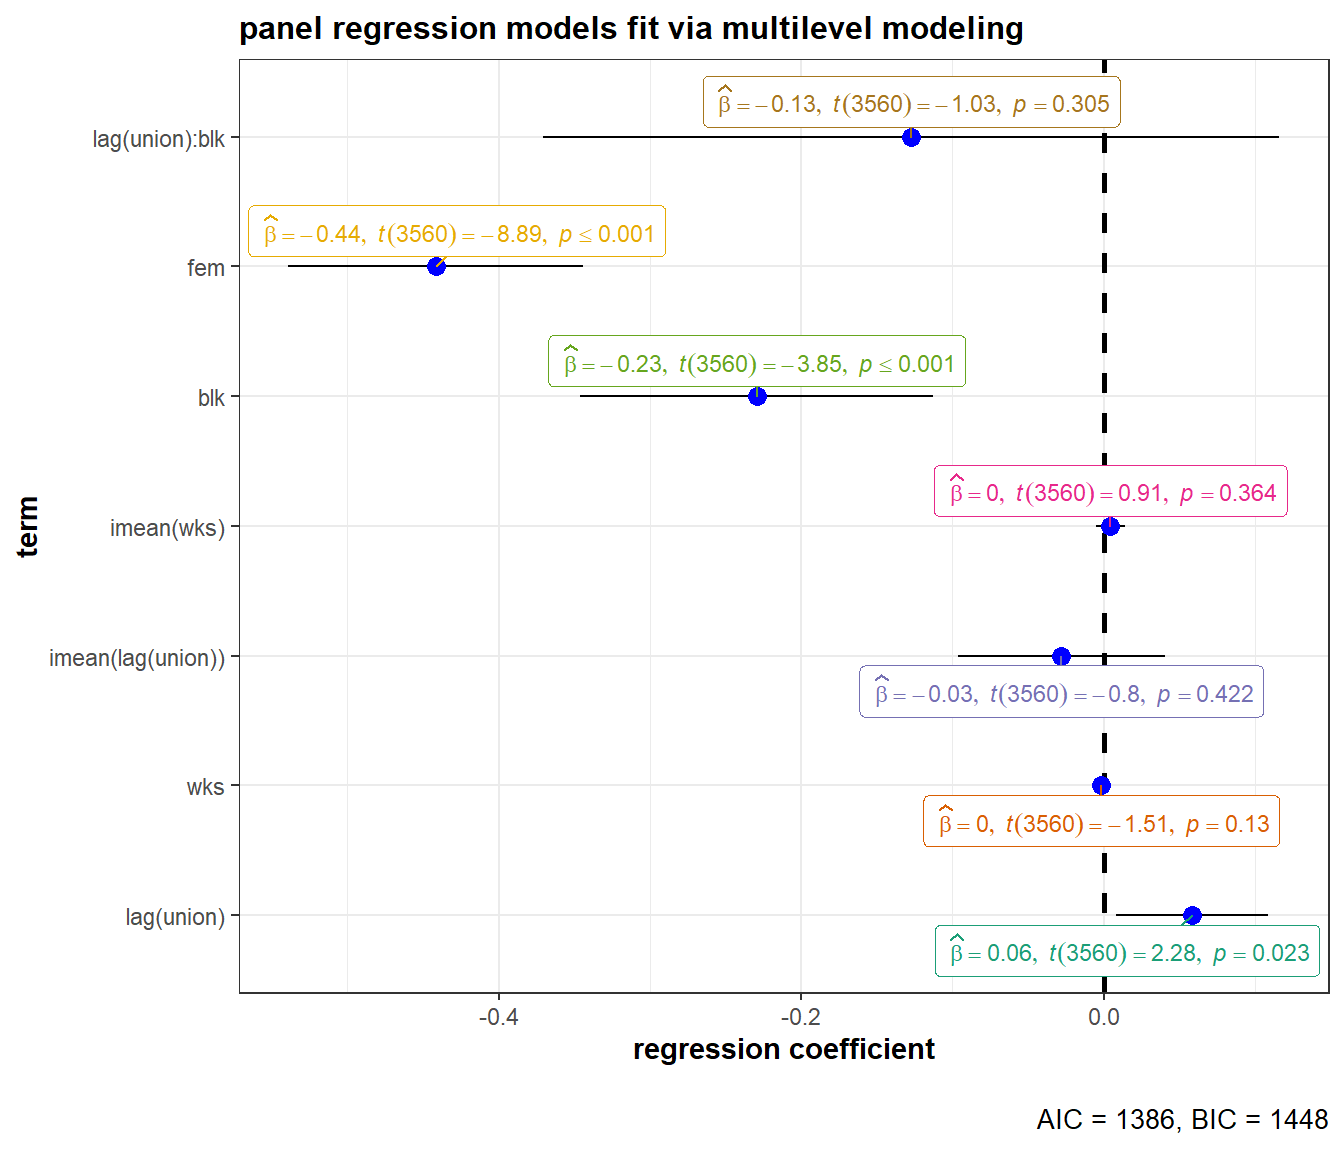 panel regression models fit via multilevel modeling
β̂ = −0.13, t(3560) = −1.03, p = 0.305
lag(union):blk
β̂ = −0.44, t(3560) = −8.89, p ≤ 0.001
fem
β̂ = −0.23, t(3560) = −3.85, p ≤ 0.001
blk
β̂ = 0, t(3560) = 0.91, p = 0.364
term
imean(wks)
imean(lag(union))
β̂ = −0.03, t(3560) = −0.8, p = 0.422
wks
β̂ = 0, t(3560) = −1.51, p = 0.13
lag(union)
β̂ = 0.06, t(3560) = 2.28, p = 0.023
-0.4 -0.2 0.0
regression coefficient
AIC = 1386, BIC = 1448